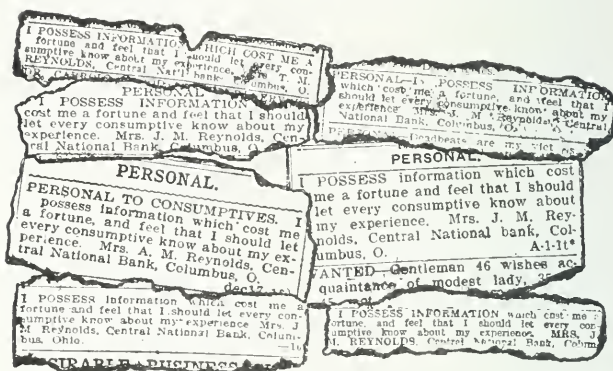 I POSSESS INFORMATION HICH COST ME A
fortune and feel that I should let every con-
sumptive know about my experience. T. M.
REYNOLDS, Central Nat'l bank, umbus, O.
PERSONAL
I POSSESS INFORMATION
cost me a fortune and feel that I should
let every consumptive know about my
experience. Mrs. J. M. Reynolds, Cen-
tral National Bank, Columbus, O.
PERSONAL.
PERSONAL TO CONSUMPTIVES. I
possess information which cost me
a fortune, and feel that I should let
every consumptive know about my ex-
perience. Mrs. A. M. Reynolds, Cen-
tral National Bank, Columbus, O.
dec17
I POSSESS Information which cost me a
fortune and feel that I should let every con-
sumptive know about my experience Mrs. J
M Reynolds, Central National Bank, Colum-
bus, Ohio.
SIRABLE BUSINESS
PERSONAL—I POSSESS INFORMATION
which cost me a fortune, and feel that I
should let every consumptive know about my
experience Mrs. J. M. Reynolds, Central
National Bank, Columbus, O.
Deadbeats are my
PERSONAL.
I POSSESS information which cost
me a fortune and feel that I should
let every consumptive know about
my experience. Mrs. J. M. Rey-
nolds, Central National bank, Col-
umbus, O. A-1-1t*
WANTED—Gentleman 46 wishes ac-
quaintance of modest lady,
I POSSESS INFORMATION which cost me
fortune, and feel that I should let every con-
sumptive know about my experience. MRS. J.
M. REYNOLDS, Central National Bank, Colum